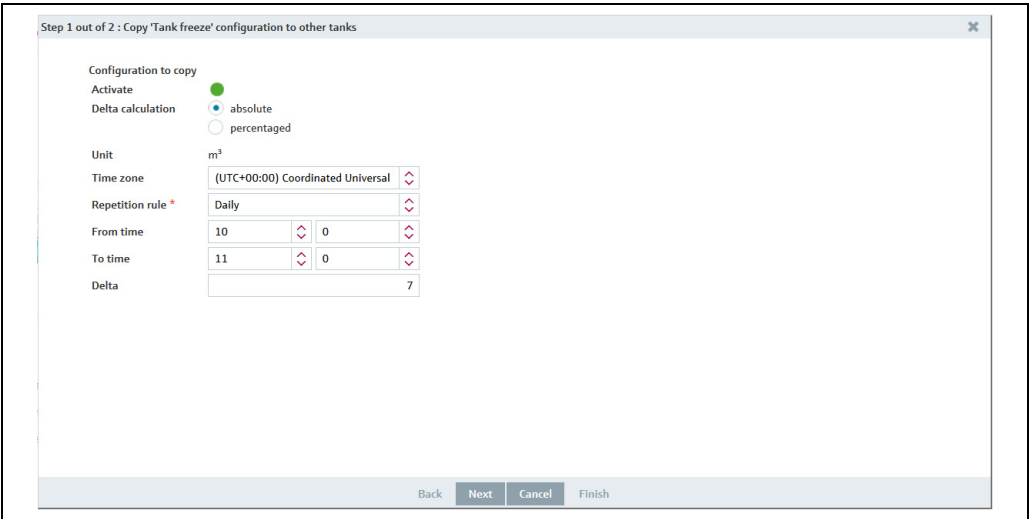 Step 1 out of 2 : Copy 'Tank freeze' configuration to other tanks
Configuration to copy
Activate
Delta calculation absolute
percentaged
Unit m³
Time zone (UTC+00:00) Coordinated Universal
Repetition rule * Daily
From time 10 0
To time 11 0
Delta 7
Back Next Cancel Finish